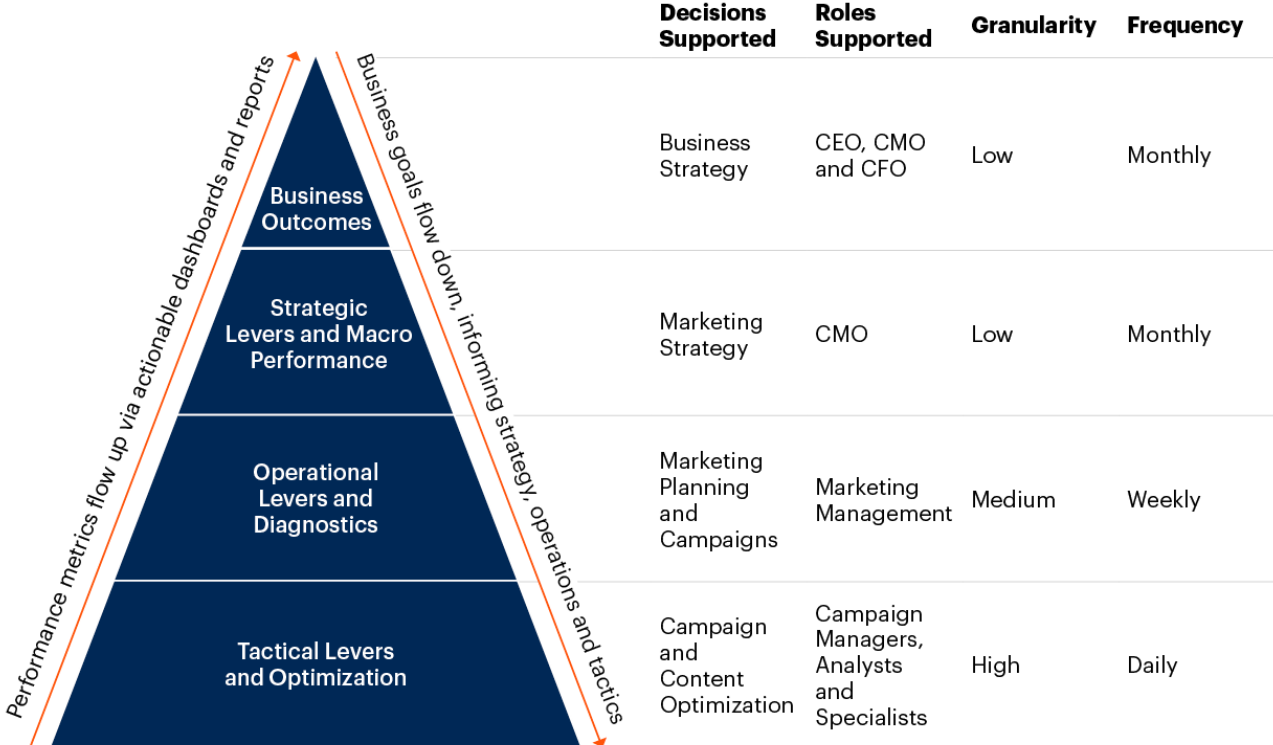 Decisions
Supported
Roles
Supported
Granularity
Frequency
Performance metrics flow up via actionable dashboards and reports
Business goals flow down, informing strategy, operations and tactics
Business
Outcomes
Business
Strategy
CEO, CMO
and CFO
Low
Monthly
Strategic
Levers and Macro
Performance
Marketing
Strategy
CMO
Low
Monthly
Operational
Levers and
Diagnostics
Marketing
Planning
and
Campaigns
Marketing
Management
Medium
Weekly
Tactical Levers
and Optimization
Campaign
and
Content
Optimization
Campaign
Managers,
Analysts
and
Specialists
High
Daily